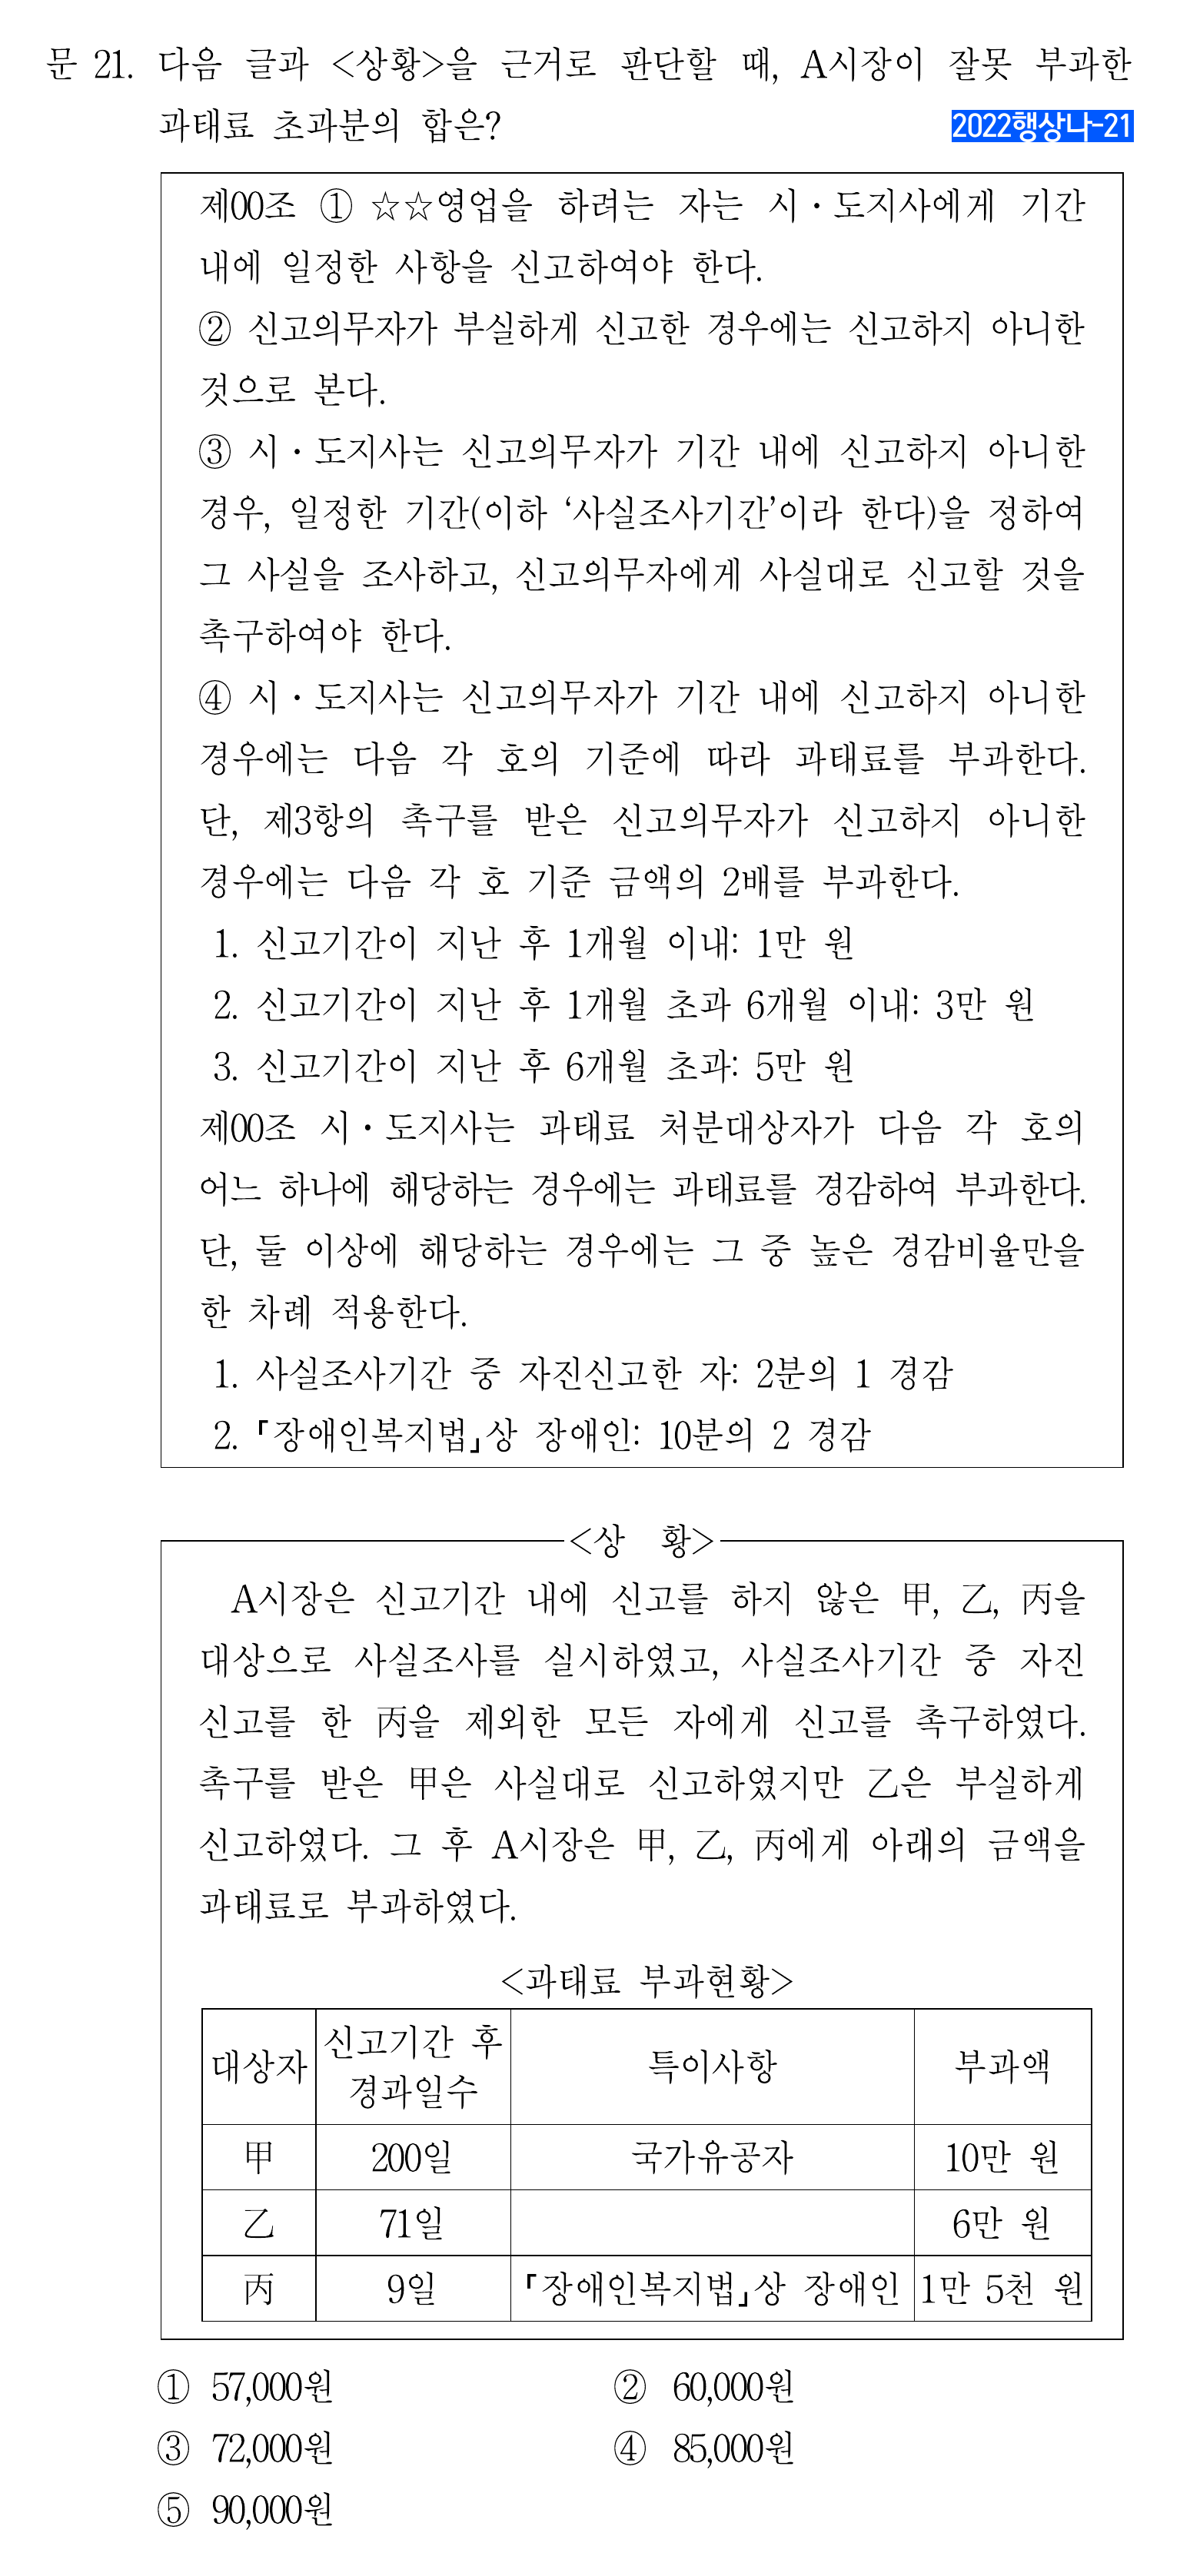 문 21. 다음 글과 <상황>을 근거로 판단할 때, A시장이 잘못 부과한
과태료 초과분의 합은?
2022행상나-21
제00조 ① ☆☆영업을 하려는 자는 시·도지사에게 기간
내에 일정한 사항을 신고하여야 한다.
② 신고의무자가 부실하게 신고한 경우에는 신고하지 아니한
것으로 본다.
③ 시·도지사는 신고의무자가 기간 내에 신고하지 아니한
경우, 일정한 기간(이하 ‘사실조사기간’이라 한다)을 정하여
그 사실을 조사하고, 신고의무자에게 사실대로 신고할 것을
촉구하여야 한다.
④ 시·도지사는 신고의무자가 기간 내에 신고하지 아니한
경우에는 다음 각 호의 기준에 따라 과태료를 부과한다.
단, 제3항의 촉구를 받은 신고의무자가 신고하지 아니한
경우에는 다음 각 호 기준 금액의 2배를 부과한다.
1. 신고기간이 지난 후 1개월 이내: 1만 원
2. 신고기간이 지난 후 1개월 초과 6개월 이내: 3만 원
3. 신고기간이 지난 후 6개월 초과: 5만 원
제00조 시·도지사는 과태료 처분대상자가 다음 각 호의
어느 하나에 해당하는 경우에는 과태료를 경감하여 부과한다.
단, 둘 이상에 해당하는 경우에는 그 중 높은 경감비율만을
한 차례 적용한다.
1. 사실조사기간 중 자진신고한 자: 2분의 1 경감
2. 「장애인복지법」상 장애인: 10분의 2 경감
<상 황>
A시장은 신고기간 내에 신고를 하지 않은 甲, 乙, 丙을
대상으로 사실조사를 실시하였고, 사실조사기간 중 자진
신고를 한 丙을 제외한 모든 자에게 신고를 촉구하였다.
촉구를 받은 甲은 사실대로 신고하였지만 乙은 부실하게
신고하였다. 그 후 A시장은 甲, 乙, 丙에게 아래의 금액을
과태료로 부과하였다.
<과태료 부과현황>
대상자 신고기간 후 경과일수 특이사항 부과액
甲 200일 국가유공자 10만 원
乙 71일 6만 원
丙 9일 「장애인복지법」상 장애인 1만 5천 원
① 57,000원 ② 60,000원
③ 72,000원 ④ 85,000원
⑤ 90,000원